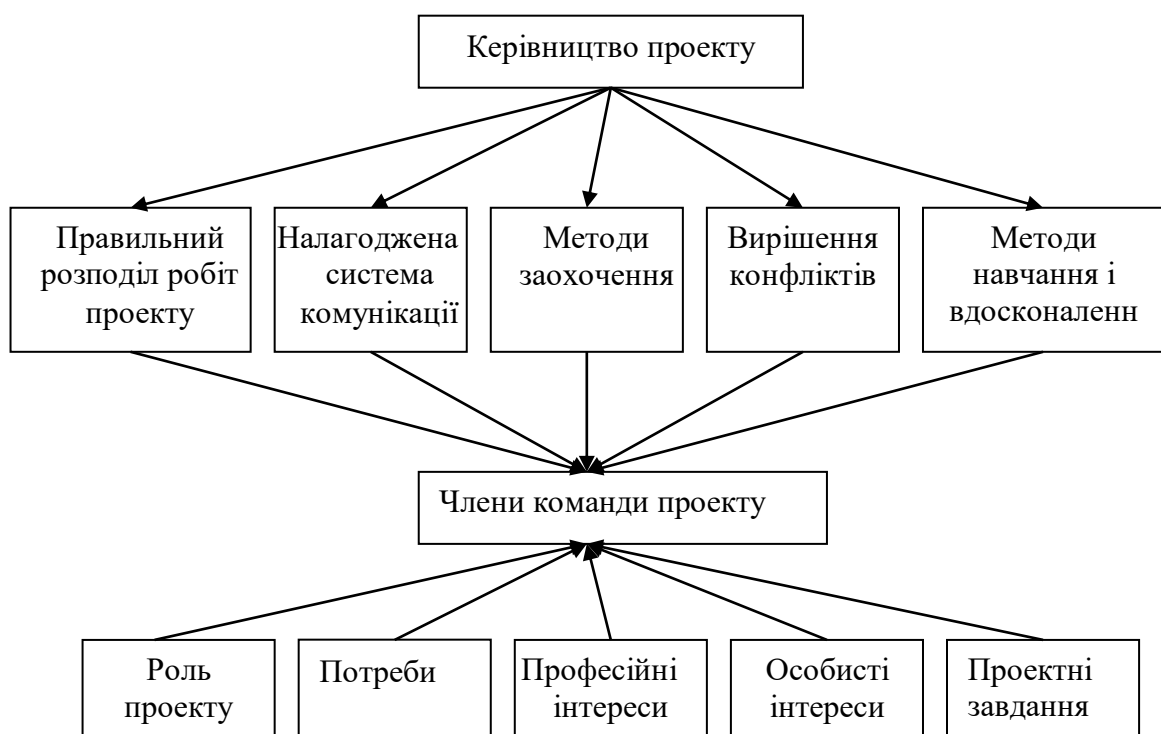 Керівництво проекту
Правильний
розподіл робіт
проекту
Налагоджена
система
комунікації
Методи
заохочення
Вирішення
конфліктів
Методи
навчання і
вдосконаленн
Члени команди проекту
Роль
проекту
Потреби
Професійні
інтереси
Особисті
інтереси
Проектні
завдання